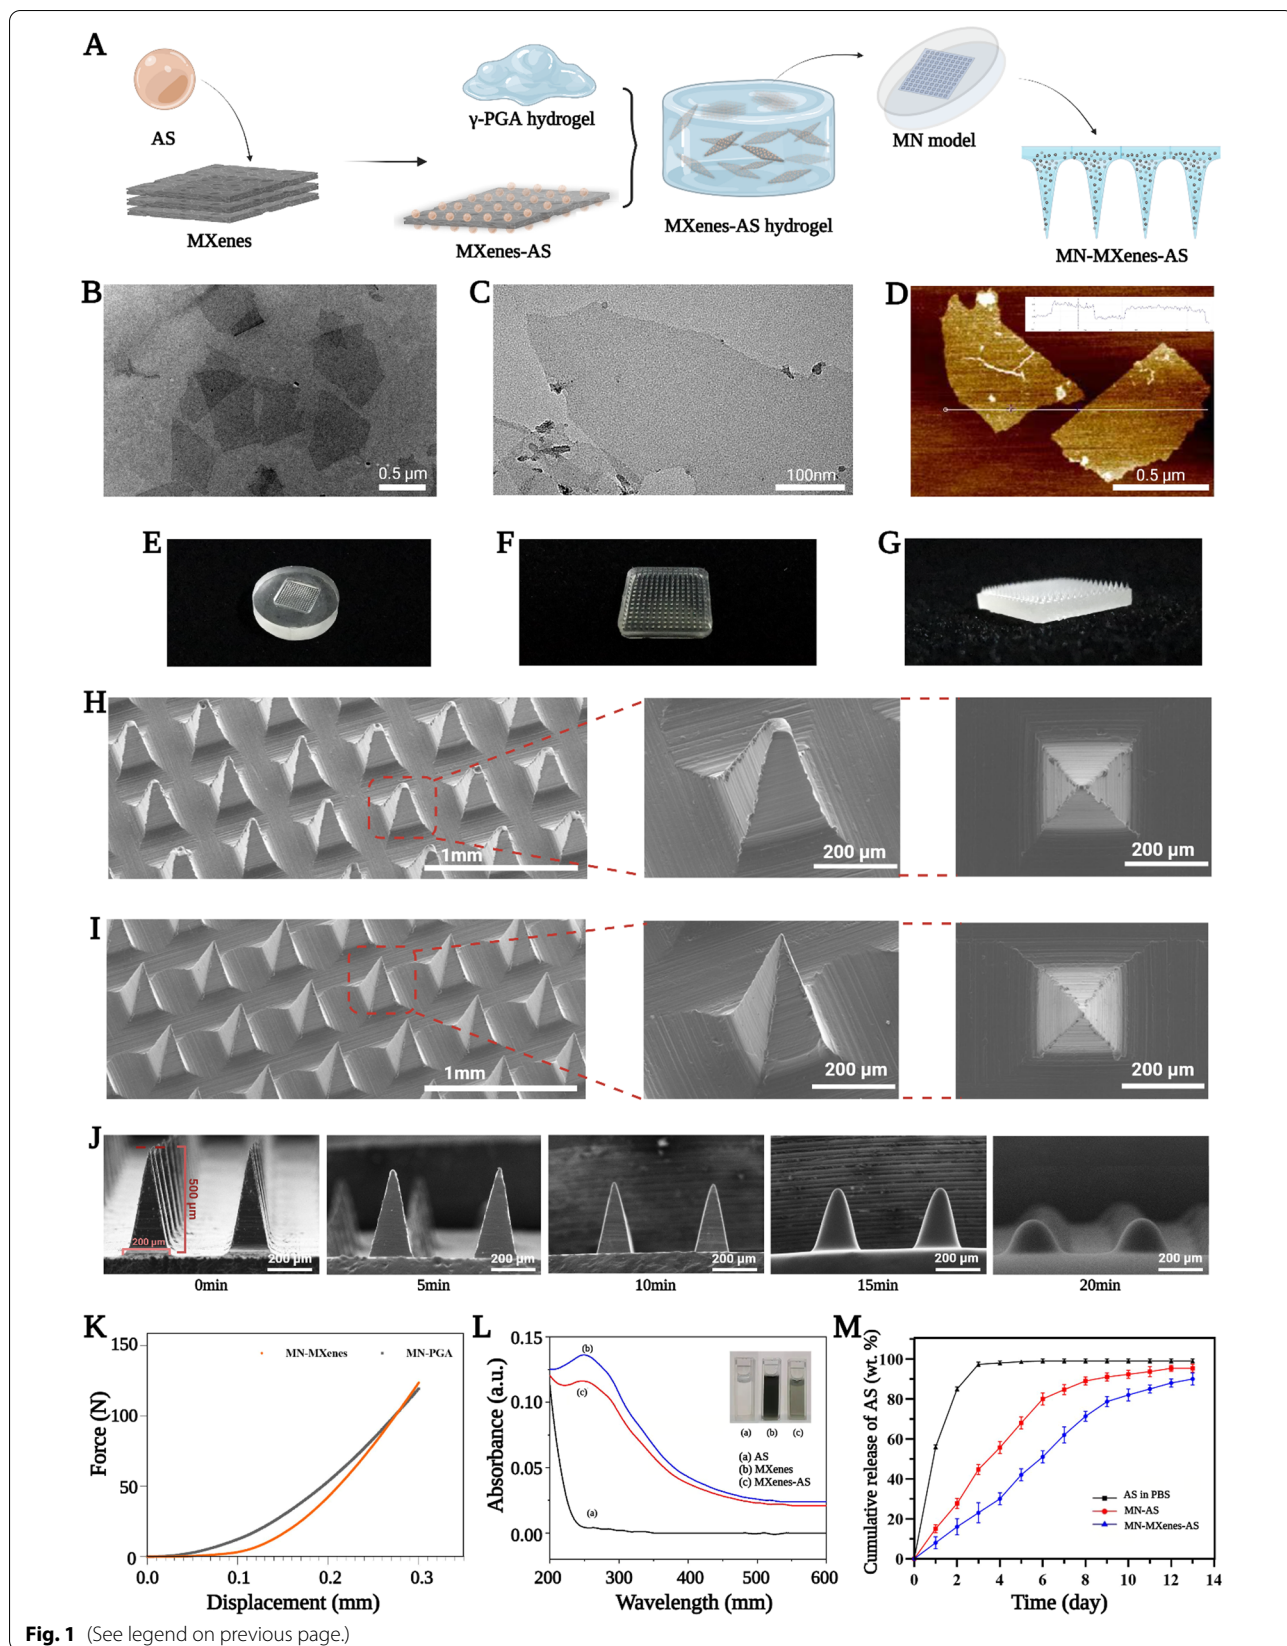 A
AS
MXenes
γ-PGA hydrogel
MXenes-AS
MXenes-AS hydrogel
MN model
MN-MXenes-AS
B
0.5 μm
C
100nm
D
0.5 μm
E
F
G
H
1mm
200 μm
200 μm
I
1mm
200 μm
200 μm
J
500 μm
200 μm
200 μm
0min
200 μm
5min
200 μm
10min
200 μm
15min
200 μm
20min
K
MN-MXenes
MN-PGA
Force (N)
150
100
50
0
0.0 0.1 0.2 0.3
Displacement (mm)
L
Absorbance (a.u.)
0.15
0.10
0.05
0.00
(b)
(c)
(a)
(a) (b) (c)
(a) AS
(b) MXenes
(c) MXenes-AS
200 300 400 500 600
Wavelength (mm)
M
Cumulative release of AS (wt. %)
100
80
60
40
20
0
AS in PBS
MN-AS
MN-MXenes-AS
0 2 4 6 8 10 12 14
Time (day)
Fig. 1 (See legend on previous page.)